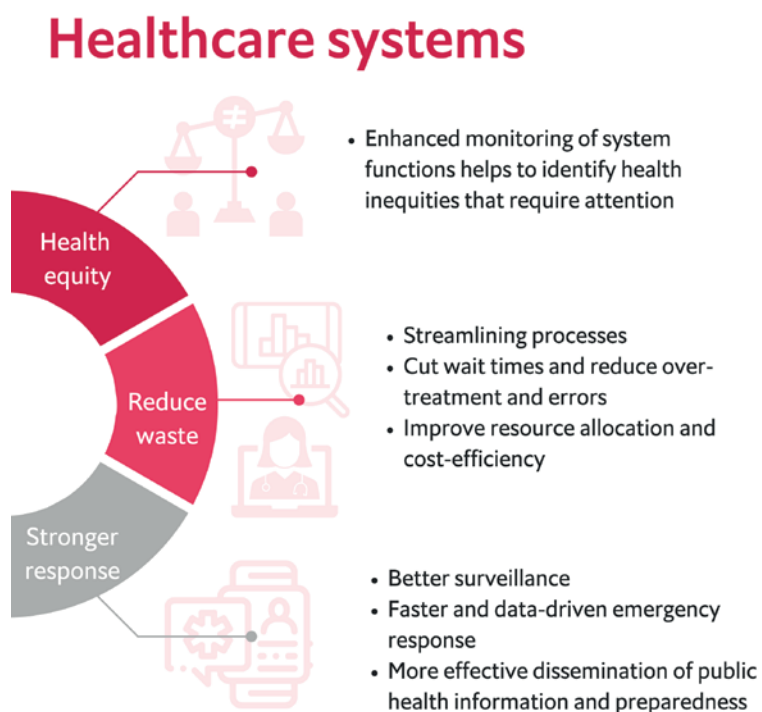 Healthcare systems
Health
equity
• Enhanced monitoring of system
functions helps to identify health
inequities that require attention
Reduce
waste
• Streamlining processes
• Cut wait times and reduce over-
treatment and errors
• Improve resource allocation and
cost-efficiency
Stronger
response
• Better surveillance
• Faster and data-driven emergency
response
• More effective dissemination of public
health information and preparedness